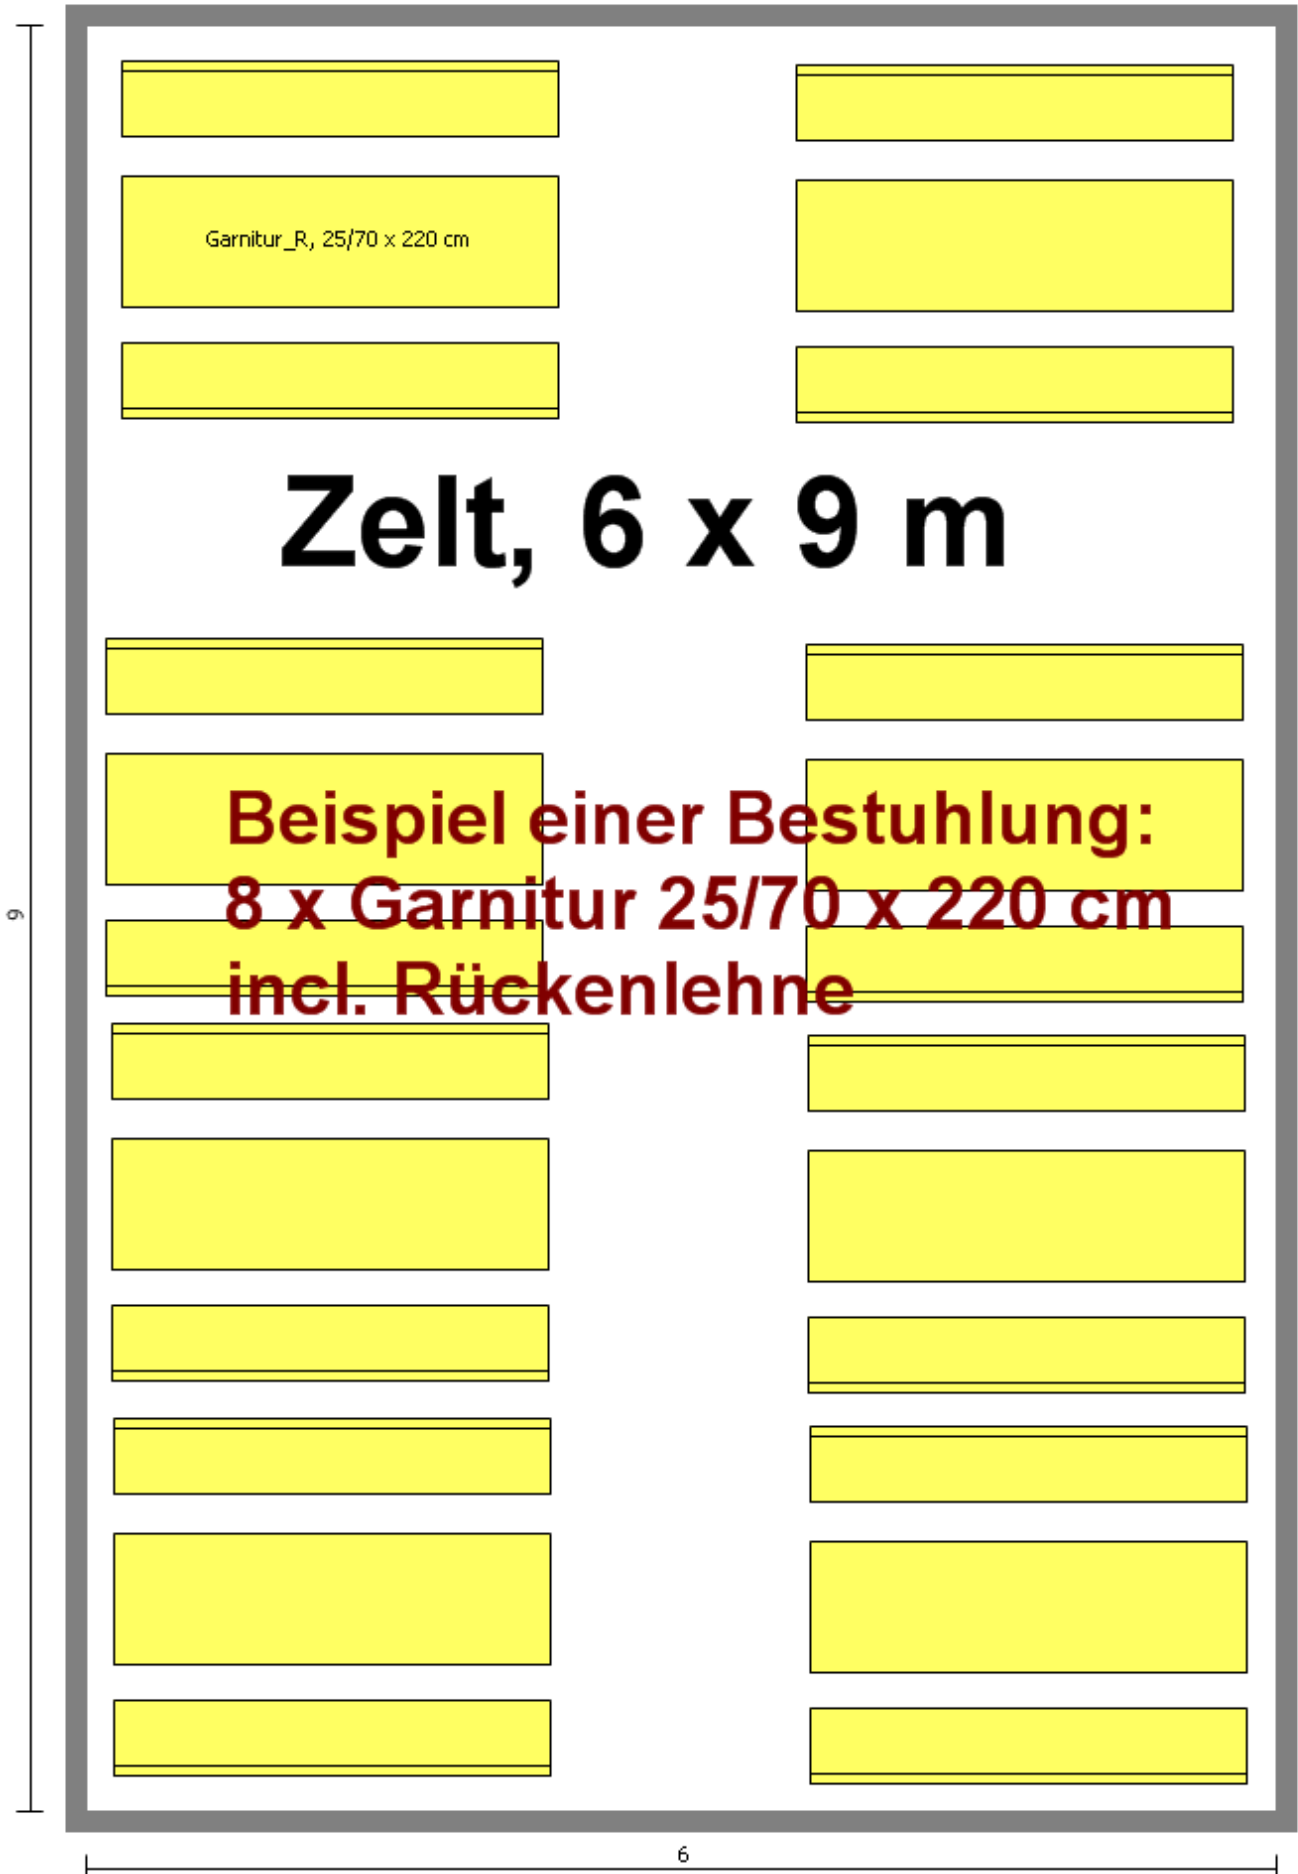 Garnitur_R, 25/70 x 220 cm
Zelt, 6 x 9 m
Beispiel einer Bestuhlung:
8 x Garnitur 25/70 x 220 cm
incl. Rückenlehne
9
6